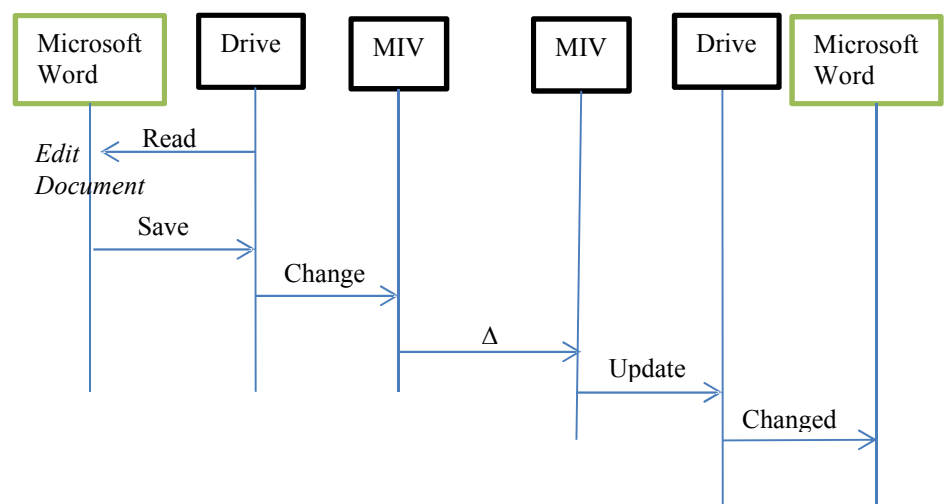 Microsoft
Word
Drive
MIV
MIV
Drive
Microsoft
Word
Read
Edit
Document
Save
Change
Δ
Update
Changed